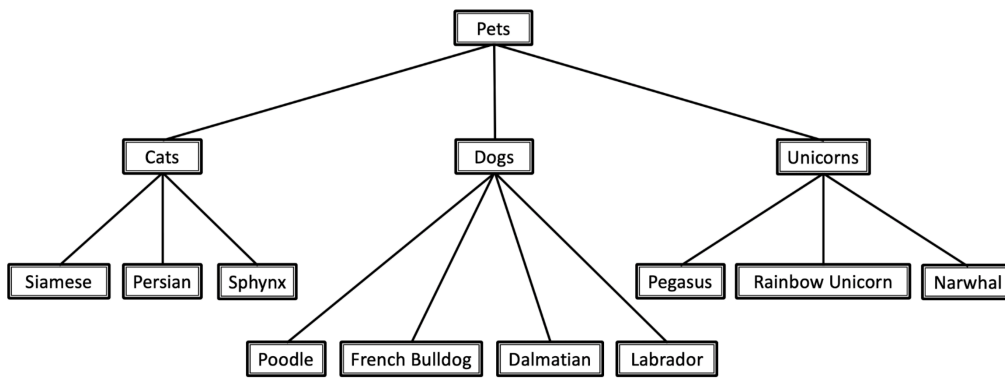 Pets
Cats
Dogs
Unicorns
Siamese
Persian
Sphynx
Pegasus
Rainbow Unicorn
Narwhal
Poodle
French Bulldog
Dalmatian
Labrador